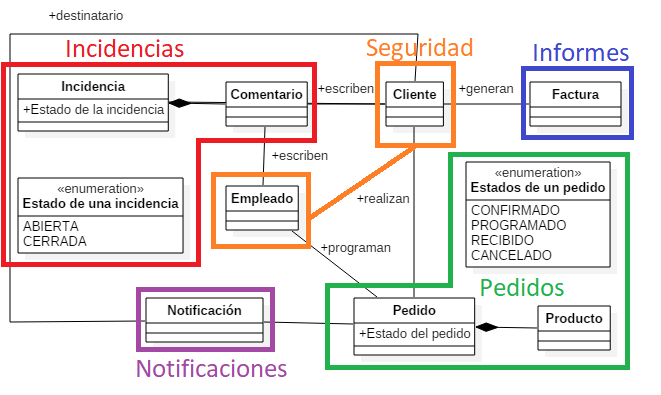 +destinatario
Incidencias
Seguridad
Informes
Incidencia
+Estado de la incidencia
Comentario
+escriben
Cliente
+generan
Factura
+escriben
«enumeration»
Estado de una incidencia
ABIERTA
CERRADA
Empleado
+realizan
+programan
«enumeration»
Estados de un pedido
CONFIRMADO
PROGRAMADO
RECIBIDO
CANCELADO
Pedidos
Notificación
Notificaciones
Pedido
+Estado del pedido
Producto